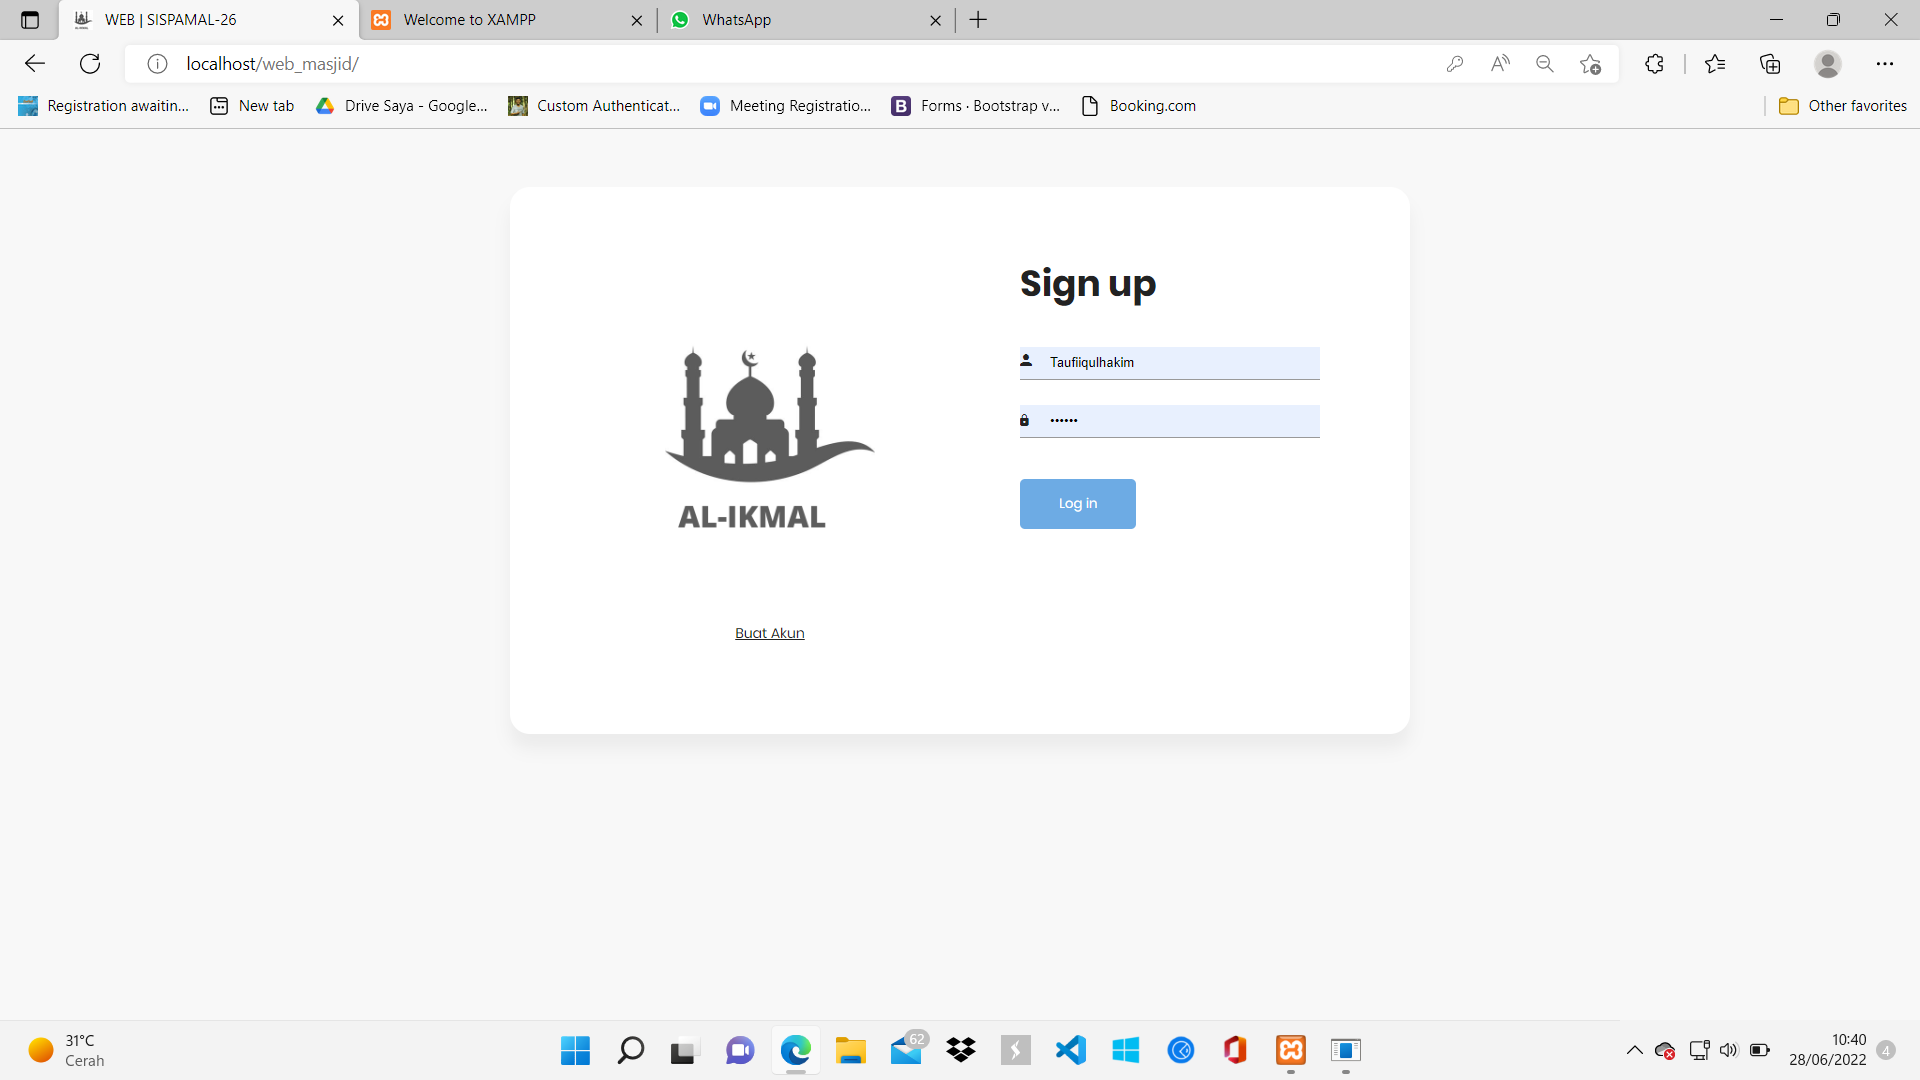 WEB | SISPAMAL-26
Welcome to XAMPP
WhatsApp
localhost/web_masjid/
Registration awaitin...
New tab
Drive Saya - Google...
Custom Authenticat...
Meeting Registratio...
B
Forms · Bootstrap v...
Booking.com
Other favorites
Sign up
Taufiiqulhakim
••••••
Log in
AL-IKMAL
Buat Akun
31°C
Cerah
62
10:40
28/06/2022
4